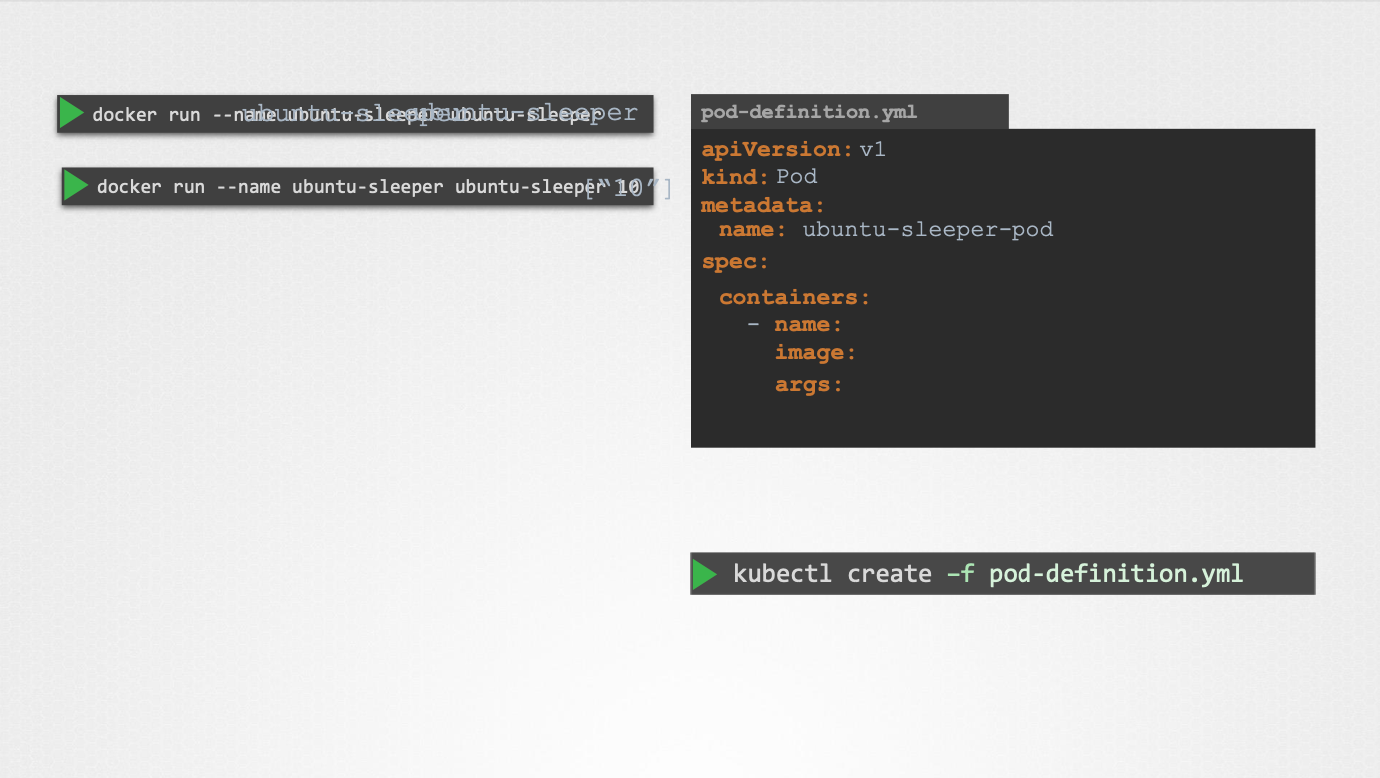 docker run --name ubuntu-sleeper ubuntu-sleeper
ubuntu-sleeper
ubuntu-sleeper
docker run --name ubuntu-sleeper ubuntu-sleeper 10
[“10”]
pod-definition.yml
apiVersion: v1
kind: Pod
metadata:
name: ubuntu-sleeper-pod
spec:
containers:
- name:
image:
args:
kubectl create –f pod-definition.yml